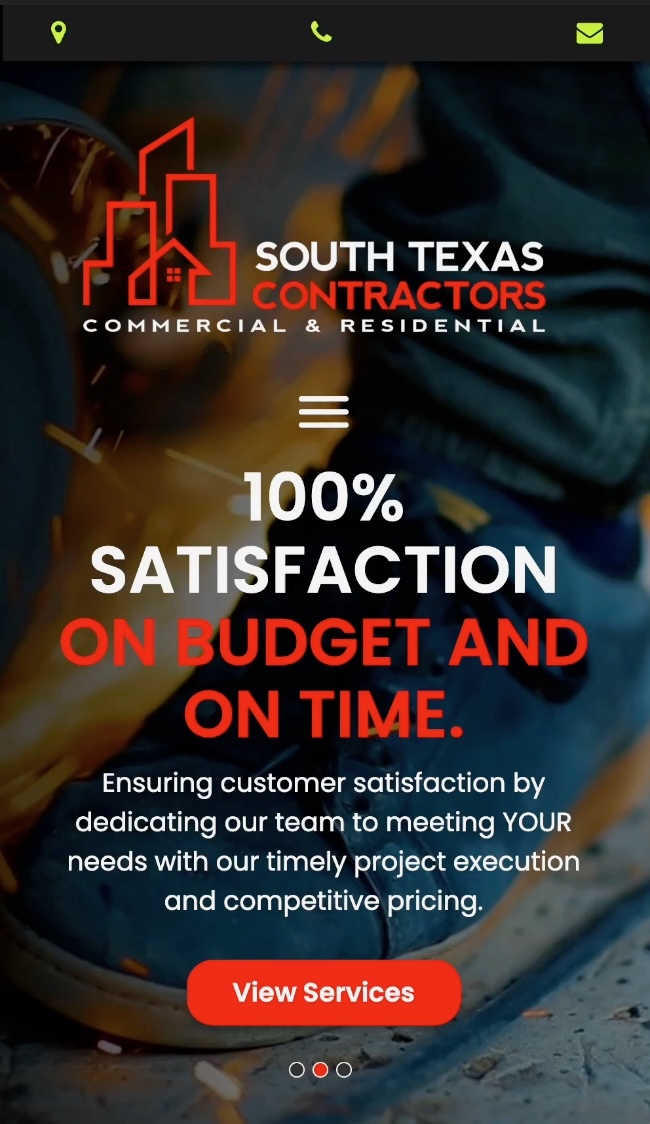 SOUTH TEXAS
CONTRACTORS
COMMERCIAL & RESIDENTIAL
100%
SATISFACTION
ON BUDGET AND
ON TIME.
Ensuring customer satisfaction by
dedicating our team to meeting YOUR
needs with our timely project execution
and competitive pricing.
View Services